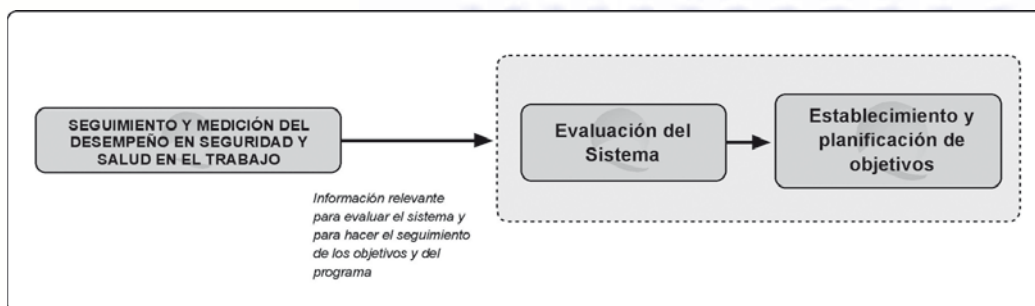 SEGUIMIENTO Y MEDICIÓN DEL
DESEMPEÑO EN SEGURIDAD Y
SALUD EN EL TRABAJO
Información relevante
para evaluar el sistema y
para hacer el seguimiento
de los objetivos y del
programa
Evaluación del
Sistema
Establecimiento y
planificación de
objetivos